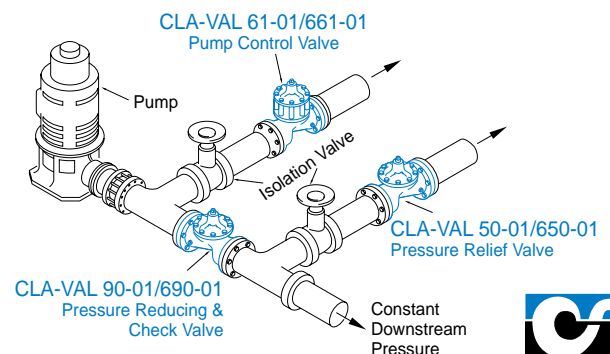 CLA-VAL 61-01/661-01
Pump Control Valve
Pump
Isolation Valve
CLA-VAL 50-01/650-01
Pressure Relief Valve
CLA-VAL 90-01/690-01
Pressure Reducing &
Check Valve
Constant
Downstream
Pressure